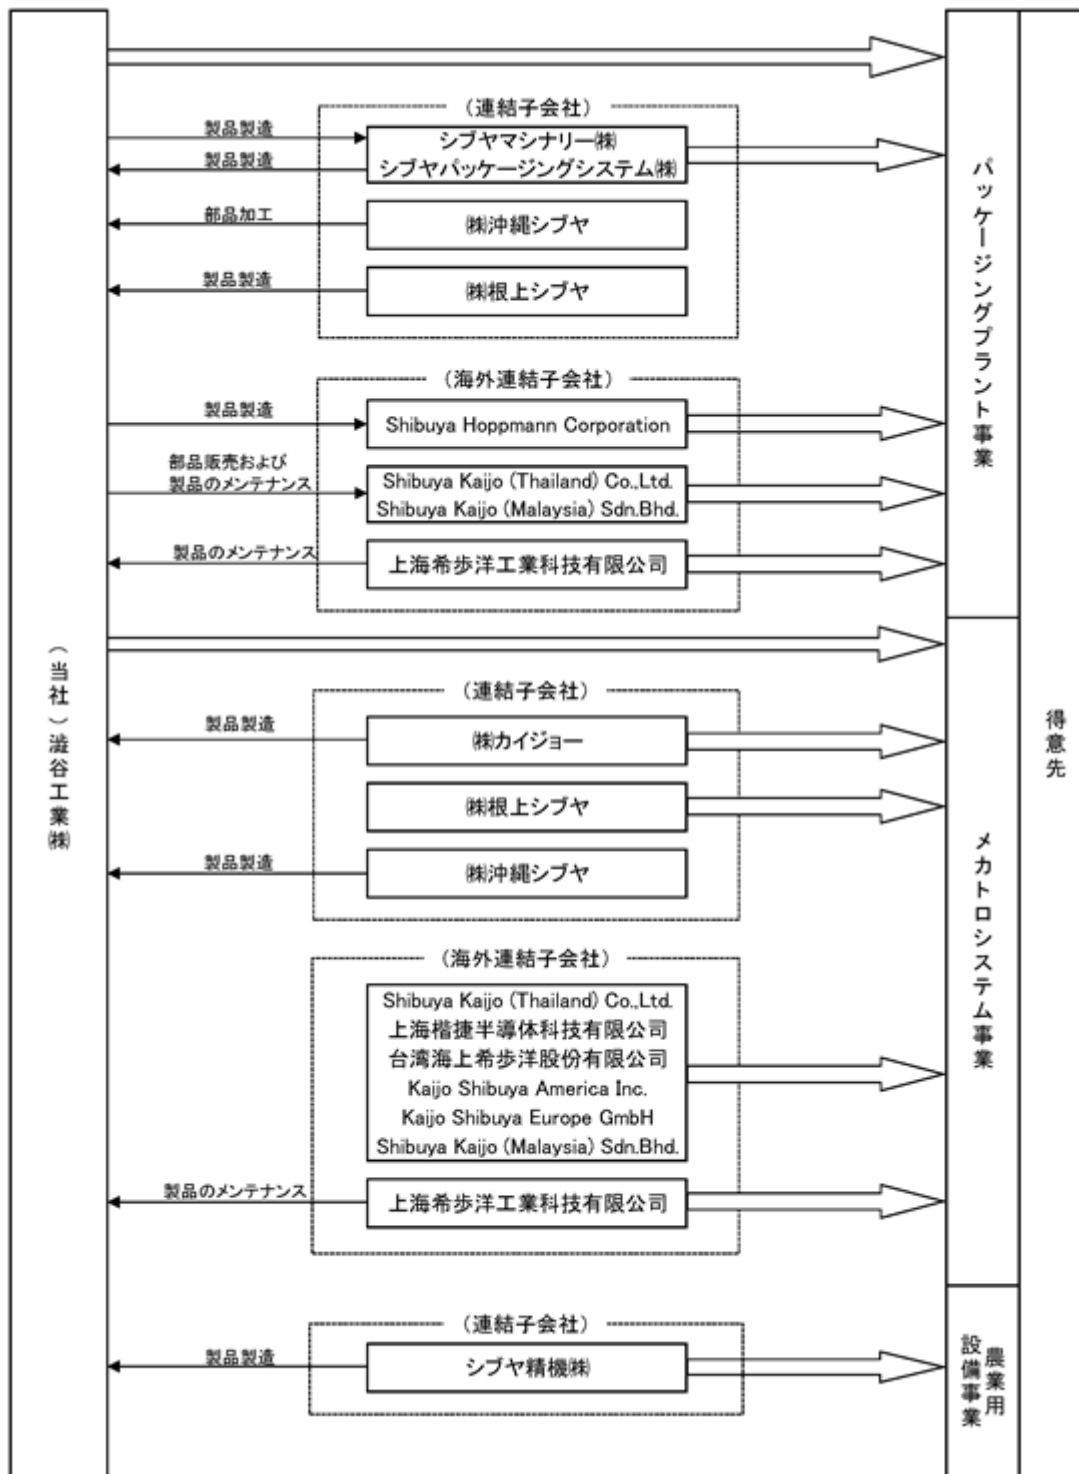 (当社)澁谷工業㈱
(連結子会社)
製品製造
製品製造
シブヤマシナリー㈱
シブヤパッケージングシステム㈱
部品加工
㈱沖縄シブヤ
製品製造
㈱根上シブヤ
(海外連結子会社)
製品製造
Shibuya Hoppmann Corporation
部品販売および
製品のメンテナンス
Shibuya Kaijo (Thailand) Co.,Ltd.
Shibuya Kaijo (Malaysia) Sdn.Bhd.
製品のメンテナンス
上海希歩洋工業科技有限公司
パッケージングプラント事業
(連結子会社)
製品製造
㈱カイジョー
㈱根上シブヤ
製品製造
㈱沖縄シブヤ
(海外連結子会社)
Shibuya Kaijo (Thailand) Co.,Ltd.
上海楷捷半導体科技有限公司
台湾海上希歩洋股份有限公司
Kaijo Shibuya America Inc.
Kaijo Shibuya Europe GmbH
Shibuya Kaijo (Malaysia) Sdn.Bhd.
製品のメンテナンス
上海希歩洋工業科技有限公司
メカトロシステム事業
(連結子会社)
製品製造
シブヤ精機㈱
農業用
設備事業
得意先